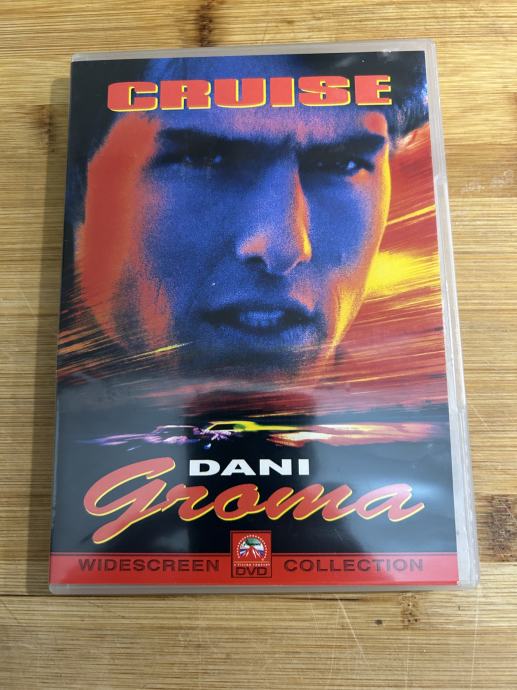 CRUISE
DANI
Groma
WIDESCREEN DVD COLLECTION